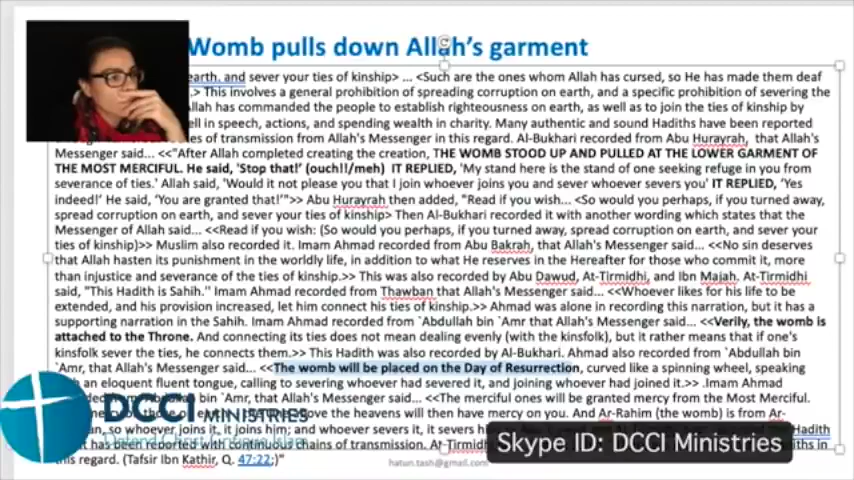 Womb pulls down Allah's garment
earth. and sever your ties of kinship> ... <Such are the ones whom Allah has cursed, so He has made them deaf
.> This involves a general prohibition of spreading corruption on earth, and a specific prohibition of severing the
Allah has commanded the people to establish righteousness on earth, as well as to join the ties of kinship by
ell in speech, actions, and spending wealth in charity. Many authentic and sound Hadiths have been reported
es of transmission from Allah's Messenger in this regard. Al-Bukhari recorded from Abu Hurayrah, that Allah's
Messenger said... <<"After Allah completed creating the creation, THE WOMB STOOD UP AND PULLED AT THE LOWER GARMENT OF
THE MOST MERCIFUL. He said, 'Stop that!' (ouch!!/meh) IT REPLIED, 'My stand here is the stand of one seeking refuge in you from
severance of ties.' Allah said, 'Would it not please you that I join whoever joins you and sever whoever severs you" IT REPLIED, 'Yes
indeed!' He said, 'You are granted that!'">> Abu Hurayrah then added, "Read if you wish... <So would you perhaps, if you turned away,
spread corruption on earth, and sever your ties of kinship> Then Al-Bukhari recorded it with another wording which states that the
Messenger of Allah said... <<Read if you wish: (So would you perhaps, if you turned away, spread corruption on earth, and sever your
ties of kinship)>> Muslim also recorded it. Imam Ahmad recorded from Abu Bakrah, that Allah's Messenger said... <<No sin deserves
that Allah hasten its punishment in the worldly life, in addition to what He reserves in the Hereafter for those who commit it, more
than injustice and severance of the ties of kinship.>> This was also recorded by Abu Dawud, At-Tirmidhi, and Ibn Majah. At-Tirmidhi
said, "This Hadith is Sahih." Imam Ahmad recorded from Thawban that Allah's Messenger said... <<Whoever likes for his life to be
extended, and his provision increased, let him connect his ties of kinship.>> Ahmad was alone in recording this narration, but it has a
supporting narration in the Sahih. Imam Ahmad recorded from `Abdullah bin `Amr that Allah's Messenger said... <<Verily, the womb is
attached to the Throne. And connecting its ties does not mean dealing evenly (with the kinsfolk), but it rather means that if one's
kinsfolk sever the ties, he connects them.>> This Hadith was also recorded by Al-Bukhari. Ahmad also recorded from `Abdullah bin
`Amr, that Allah's Messenger said... <<The womb will be placed on the Day of Resurrection, curved like a spinning wheel, speaking
an eloquent fluent tongue, calling to severing whoever had severed it, and joining whoever had joined it.>> .Imam Ahmad
bin `Amr, that Allah's Messenger said... <<The merciful ones will be granted mercy from the Most Merciful.
the heavens will then have mercy on you. And Ar-Rahim (the womb) is from Ar-
so whoever joins it, it joins him; and whoever severs it, it severs Hadith
has been reported with continuous chains of transmission. At-Tirmidhi in
this regard. (Tafsir Ibn Kathir, Q. 47:22;)"
DCCI MINISTRIES
Skype ID: DCCI Ministries
hatun.tash@gmail.com